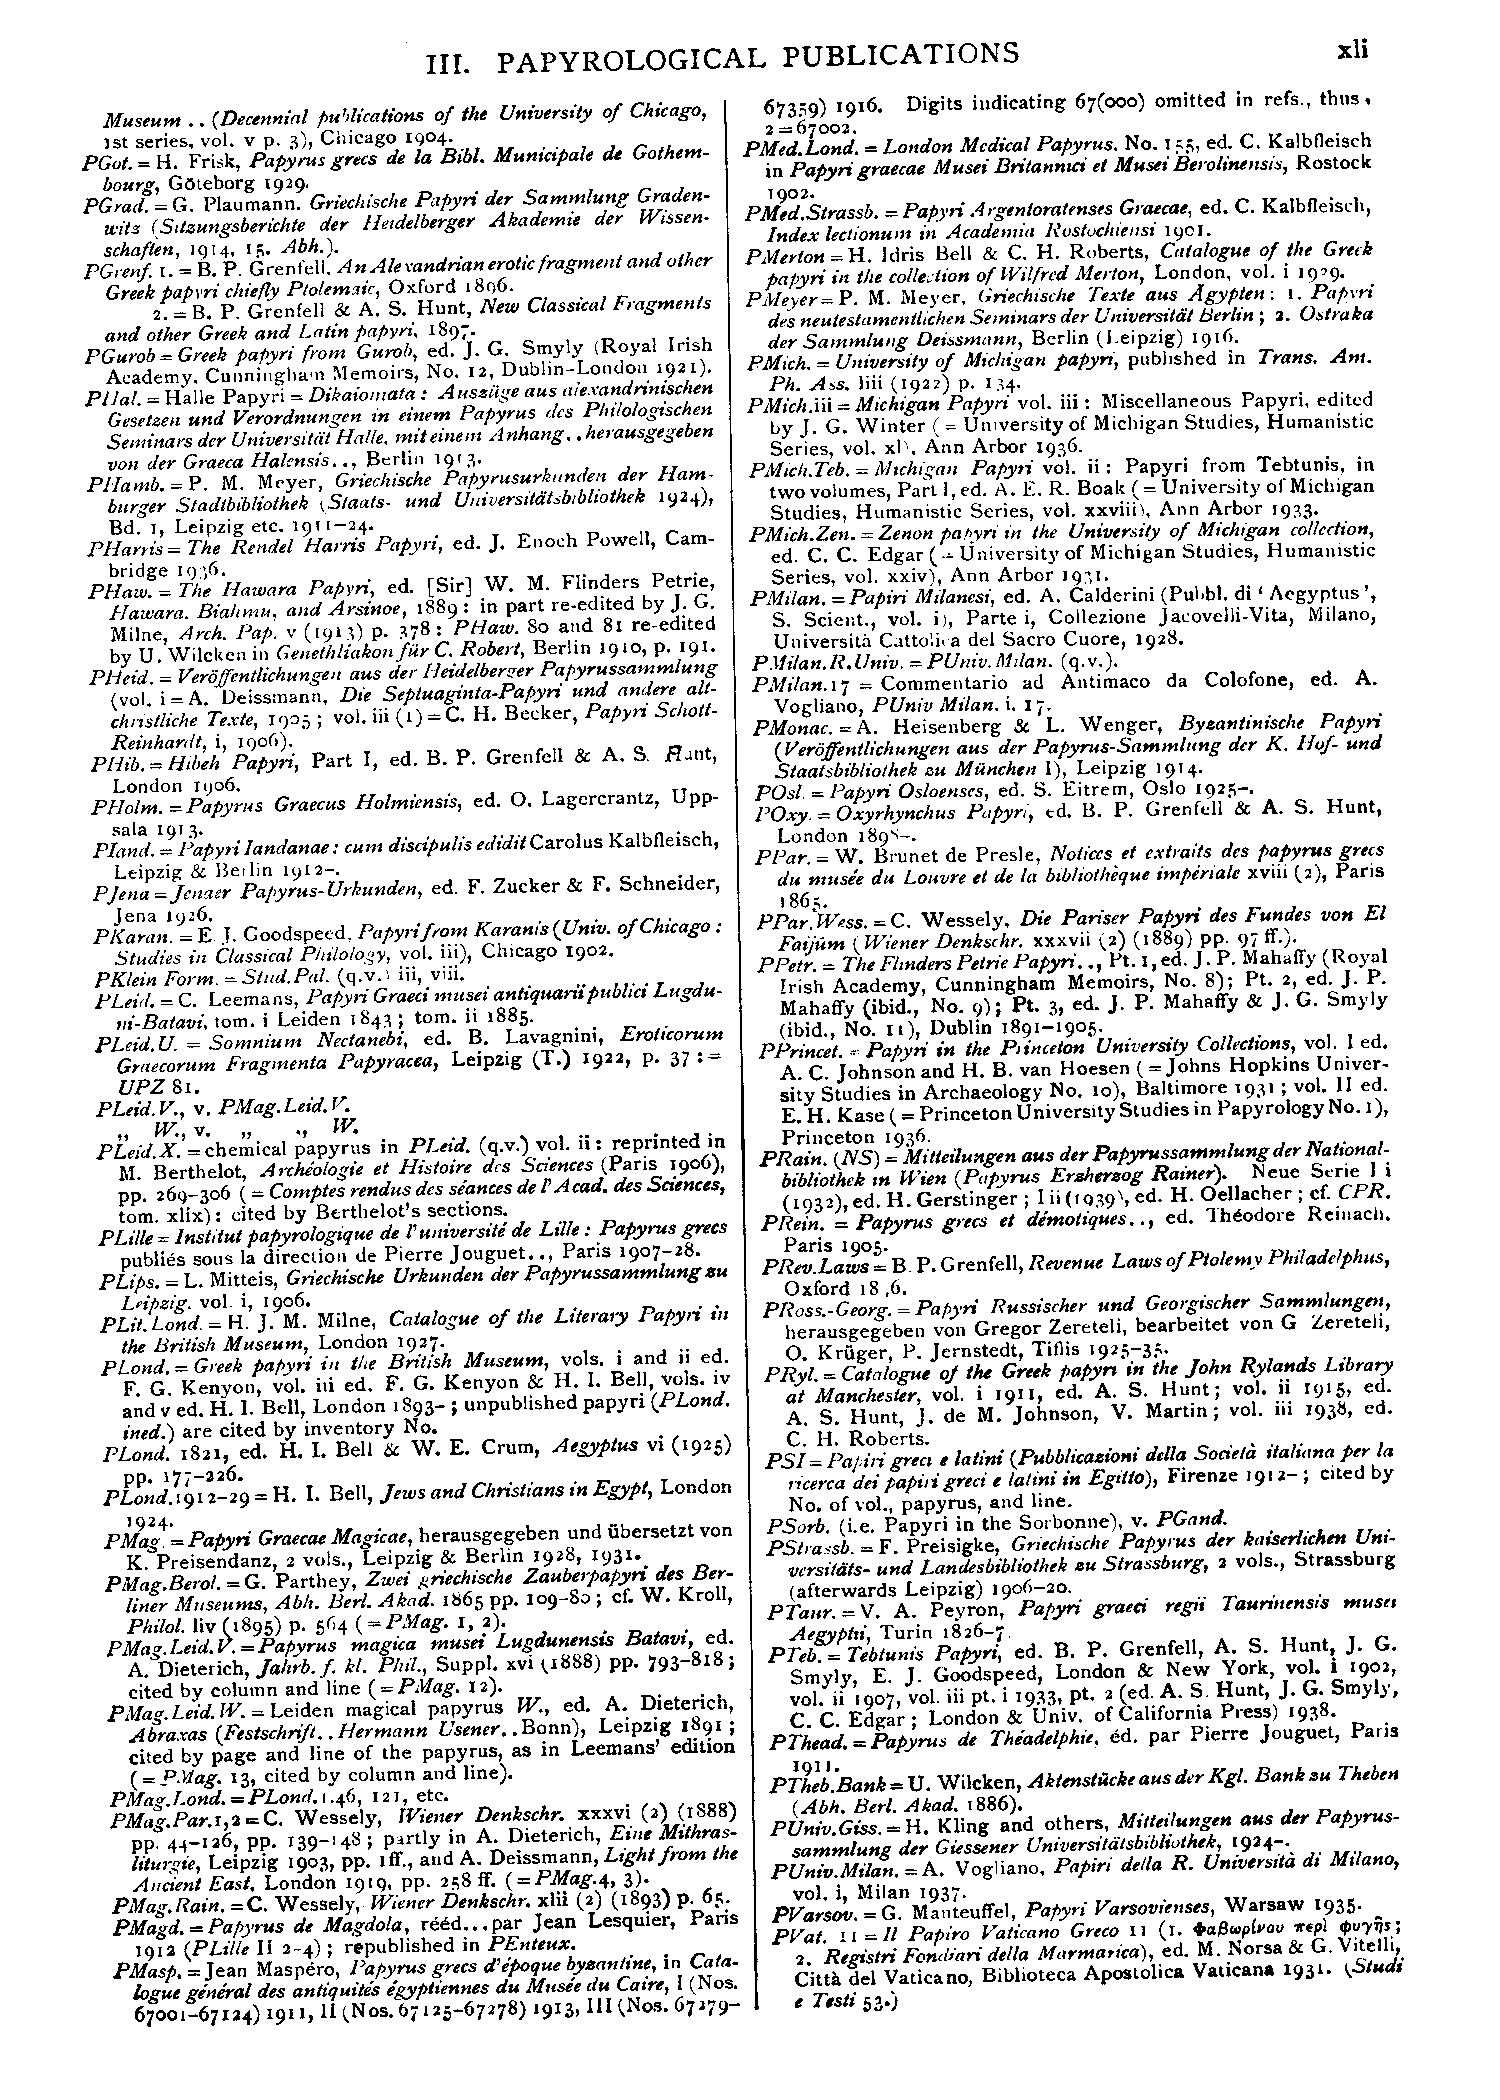 III. PAPYROLOGICAL PUBLICATIONS xli
Museum .. (Decennial publications of the University of Chicago,
1st series, vol. v p. 3), Chicago 1904.
PGot. = H. Frisk, Papyrus grecs de la Bibl. Municipale de Gothem-
bourg, Göteborg 1929.
PGrad. = G. Plaumann. Griechische Papyri der Sammlung Graden-
witz (Sitzungsberichte der Heidelberger Akademie der Wissen-
schaften, 1914, 15. Abh.).
PGrenf. 1. = B. P. Grenfell. An Alexandrian erotic fragment and other
Greek papyri chiefly Ptolemaic, Oxford 1896.
2. = B. P. Grenfell & A. S. Hunt, New Classical Fragments
and other Greek and Latin papyri, 1897.
PGurob = Greek papyri from Gurob, ed. J. G. Smyly (Royal Irish
Academy, Cunningham Memoirs, No. 12, Dublin-London 1921).
PHal. = Halle Papyri = Dikaiomata : Auszüge aus alexandrinischen
Gesetzen und Verordnungen in einem Papyrus des Philologischen
Seminars der Universität Halle, mit einem Anhang..herausgegeben
von der Graeca Halensis.., Berlin 1913.
PHamb. = P. M. Meyer, Griechische Papyrusurkunden der Ham-
burger Stadtbibliothek (Staats- und Universitätsbibliothek 1924),
Bd. 1, Leipzig etc. 1911-24.
PHarris = The Rendel Harris Papyri, ed. J. Enoch Powell, Cam-
bridge 1936.
PHaw. = The Hawara Papyri, ed. [Sir] W. M. Flinders Petrie,
Hawara, Biahmu, and Arsinoe, 1889 : in part re-edited by J. G.
Milne, Arch. Pap. v (1913) p. 378 : PHaw. 80 and 81 re-edited
by U. Wilcken in Genethliakon für C. Robert, Berlin 1910, p. 191.
PHeid. = Veröffentlichungen aus der Heidelberger Papyrussammlung
(vol. i = A. Deissmann, Die Septuaginta-Papyri und andere alt-
christliche Texte, 1905 ; vol. iii (1) = C. H. Becker, Papyri Schott-
Reinhardt, i, 1906).
PHib. = Hibeh Papyri, Part I, ed. B. P. Grenfell & A. S. Hunt,
London 1906.
PHolm. = Papyrus Graecus Holmiensis, ed. O. Lagercrantz, Upp-
sala 1913.
PIand. = Papyri Iandanae : cum discipulis edidit Carolus Kalbfleisch,
Leipzig & Berlin 1912-.
PJena = Jenaer Papyrus-Urkunden, ed. F. Zucker & F. Schneider,
Jena 1926.
PKaran. = E. J. Goodspeed, Papyri from Karanis (Univ. of Chicago :
Studies in Classical Philology, vol. iii), Chicago 1902.
PKlein Form. = Stud.Pal. (q.v.) iii, viii.
PLeid. = C. Leemans, Papyri Graeci musei antiquarii publici Lugdu-
ni-Batavi, tom. i Leiden 1843 ; tom. ii 1885.
PLeid.U. = Somnium Nectanebi, ed. B. Lavagnini, Eroticorum
Graecorum Fragmenta Papyracea, Leipzig (T.) 1922, p. 37 : =
UPZ 81.
PLeid.V., v. PMag.Leid.V.
„ W., v. „ „ W.
PLeid.X. = chemical papyrus in PLeid. (q.v.) vol. ii : reprinted in
M. Berthelot, Archéologie et Histoire des Sciences (Paris 1906),
pp. 269-306 ( = Comptes rendus des séances de l'Acad. des Sciences,
tom. xlix) : cited by Berthelot's sections.
PLille = Institut papyrologique de l'université de Lille : Papyrus grecs
publiés sous la direction de Pierre Jouguet.., Paris 1907-28.
PLips. = L. Mitteis, Griechische Urkunden der Papyrussammlung zu
Leipzig, vol. i, 1906.
PLit.Lond. = H. J. M. Milne, Catalogue of the Literary Papyri in
the British Museum, London 1927.
PLond. = Greek papyri in the British Museum, vols. i and ii ed.
F. G. Kenyon, vol. iii ed. F. G. Kenyon & H. I. Bell, vols. iv
and v ed. H. I. Bell, London 1893- ; unpublished papyri (PLond.
ined.) are cited by inventory No.
PLond. 1821, ed. H. I. Bell & W. E. Crum, Aegyptus vi (1925)
pp. 177-226.
PLond.1912-29 = H. I. Bell, Jews and Christians in Egypt, London
1924.
PMag. = Papyri Graecae Magicae, herausgegeben und übersetzt von
K. Preisendanz, 2 vols., Leipzig & Berlin 1928, 1931.
PMag.Berol. = G. Parthey, Zwei griechische Zauberpapyri des Ber-
liner Museums, Abh. Berl. Akad. 1865 pp. 109-80 ; cf. W. Kroll,
Philol. liv (1895) p. 564 ( = PMag. 1, 2).
PMag.Leid.V. = Papyrus magica musei Lugdunensis Batavi, ed.
A. Dieterich, Jahrb. f. kl. Phil., Suppl. xvi (1888) pp. 793-818 ;
cited by column and line ( = PMag. 12).
PMag.Leid.W. = Leiden magical papyrus W., ed. A. Dieterich,
Abraxas (Festschrift..Hermann Usener..Bonn), Leipzig 1891 ;
cited by page and line of the papyrus, as in Leemans' edition
( = PMag. 13, cited by column and line).
PMag.Lond. = PLond.1.46, 121, etc.
PMag.Par.1,2 = C. Wessely, Wiener Denkschr. xxxvi (2) (1888)
pp. 44-126, pp. 139-148 ; partly in A. Dieterich, Eine Mithras-
liturgie, Leipzig 1903, pp. 1ff., and A. Deissmann, Light from the
Ancient East, London 1919, pp. 258 ff. ( = PMag.4, 3).
PMag.Rain. = C. Wessely, Wiener Denkschr. xlii (2) (1893) p. 65.
PMagd. = Papyrus de Magdola, rééd...par Jean Lesquier, Paris
1912 (PLille II 2-4) ; republished in PEnteux.
PMasp. = Jean Maspéro, Papyrus grecs d'époque byzantine, in Cata-
logue général des antiquités égyptiennes du Musée du Caire, I (Nos.
67001-67124) 1911, II (Nos. 67125-67278) 1913, III (Nos. 67279-
67359) 1916. Digits indicating 67(000) omitted in refs., thus,
2 = 67002.
PMed.Lond. = London Medical Papyrus. No. 155, ed. C. Kalbfleisch
in Papyri graecae Musei Britannici et Musei Berolinensis, Rostock
1902.
PMed.Strassb. = Papyri Argentoratenses Graecae, ed. C. Kalbfleisch,
Index lectionum in Academia Rostochiensi 1901.
PMerton = H. Idris Bell & C. H. Roberts, Catalogue of the Greek
papyri in the collection of Wilfred Merton, London, vol. i 1929.
PMeyer = P. M. Meyer, Griechische Texte aus Ägypten : 1. Papyri
des neutestamentlichen Seminars der Universität Berlin ; 2. Ostraka
der Sammlung Deissmann, Berlin (Leipzig) 1916.
PMich. = University of Michigan papyri, published in Trans. Am.
Ph. Ass. liii (1922) p. 134.
PMich.iii = Michigan Papyri vol. iii : Miscellaneous Papyri, edited
by J. G. Winter ( = University of Michigan Studies, Humanistic
Series, vol. xl), Ann Arbor 1936.
PMich.Teb. = Michigan Papyri vol. ii : Papyri from Tebtunis, in
two volumes, Part I, ed. A. E. R. Boak ( = University of Michigan
Studies, Humanistic Series, vol. xxviii), Ann Arbor 1933.
PMich.Zen. = Zenon papyri in the University of Michigan collection,
ed. C. C. Edgar ( = University of Michigan Studies, Humanistic
Series, vol. xxiv), Ann Arbor 1931.
PMilan. = Papiri Milanesi, ed. A. Calderini (Pubbl. di ‘ Aegyptus ’,
S. Scient., vol. i), Parte i, Collezione Jacovelli-Vita, Milano,
Università Cattolica del Sacro Cuore, 1928.
PMilan.R.Univ. = PUniv.Milan. (q.v.).
PMilan.17 = Commentario ad Antimaco da Colofone, ed. A.
Vogliano, PUniv Milan. i. 17.
PMonac. = A. Heisenberg & L. Wenger, Byzantinische Papyri
(Veröffentlichungen aus der Papyrus-Sammlung der K. Hof- und
Staatsbibliothek zu München I), Leipzig 1914.
POsl. = Papyri Osloenses, ed. S. Eitrem, Oslo 1925-.
POxy. = Oxyrhynchus Papyri, ed. B. P. Grenfell & A. S. Hunt,
London 1898-.
PPar. = W. Brunet de Presle, Notices et extraits des papyrus grecs
du musée du Louvre et de la bibliothèque impériale xviii (2), Paris
1865.
PPar.Wess. = C. Wessely, Die Pariser Papyri des Fundes von El
Faijûm (Wiener Denkschr. xxxvii (2) (1889) pp. 97 ff.).
PPetr. = The Flinders Petrie Papyri.., Pt. 1, ed. J. P. Mahaffy (Royal
Irish Academy, Cunningham Memoirs, No. 8) ; Pt. 2, ed. J. P.
Mahaffy (ibid., No. 9) ; Pt. 3, ed. J. P. Mahaffy & J. G. Smyly
(ibid., No. 11), Dublin 1891-1905.
PPrincet. = Papyri in the Princeton University Collections, vol. I ed.
A. C. Johnson and H. B. van Hoesen ( = Johns Hopkins Univer-
sity Studies in Archaeology No. 10), Baltimore 1931 ; vol. II ed.
E. H. Kase ( = Princeton University Studies in Papyrology No. 1),
Princeton 1936.
PRain. (NS) = Mitteilungen aus der Papyrussammlung der National-
bibliothek in Wien (Papyrus Erzherzog Rainer). Neue Serie I i
(1932), ed. H. Gerstinger ; I ii (1939), ed. H. Oellacher ; cf. CPR.
PRein. = Papyrus grecs et démotiques.., ed. Théodore Reinach.
Paris 1905.
PRev.Laws = B. P. Grenfell, Revenue Laws of Ptolemy Philadelphus,
Oxford 18 ,6.
PRoss.-Georg. = Papyri Russischer und Georgischer Sammlungen,
herausgegeben von Gregor Zereteli, bearbeitet von G Zereteli,
O. Krüger, P. Jernstedt, Tiflis 1925-35.
PRyl. = Catalogue of the Greek papyri in the John Rylands Library
at Manchester, vol. i 1911, ed. A. S. Hunt ; vol. ii 1915, ed.
A. S. Hunt, J. de M. Johnson, V. Martin ; vol. iii 1938, ed.
C. H. Roberts.
PSI = Papiri greci e latini (Pubblicazioni della Società italiana per la
ricerca dei papiri greci e latini in Egitto), Firenze 1912- ; cited by
No. of vol., papyrus, and line.
PSorb. (i.e. Papyri in the Sorbonne), v. PGand.
PStrassb. = F. Preisigke, Griechische Papyrus der kaiserlichen Uni-
versitäts- und Landesbibliothek zu Strassburg, 2 vols., Strassburg
(afterwards Leipzig) 1906-20.
PTaur. = V. A. Peyron, Papyri graeci regii Taurinensis musei
Aegyptii, Turin 1826-7.
PTeb. = Tebtunis Papyri, ed. B. P. Grenfell, A. S. Hunt, J. G.
Smyly, E. J. Goodspeed, London & New York, vol. i 1902,
vol. ii 1907, vol. iii pt. i 1933, pt. 2 (ed. A. S. Hunt, J. G. Smyly,
C. C. Edgar ; London & Univ. of California Press) 1938.
PThead. = Papyrus de Théadelphie, éd. par Pierre Jouguet, Paris
1911.
PTheb.Bank = U. Wilcken, Aktenstücke aus der Kgl. Bank zu Theben
(Abh. Berl. Akad. 1886).
PUniv.Giss. = H. Kling and others, Mitteilungen aus der Papyrus-
sammlung der Giessener Universitätsbibliothek, 1924-.
PUniv.Milan. = A. Vogliano, Papiri della R. Università di Milano,
vol. i, Milan 1937.
PVarsov. = G. Manteuffel, Papyri Varsovienses, Warsaw 1935.
PVat. 11 = Il Papiro Vaticano Greco 11 (1. Φαβωρίνου περὶ φυγῆς ;
2. Registri Fondiari della Marmarica), ed. M. Norsa & G. Vitelli,
Città del Vaticano, Biblioteca Apostolica Vaticana 1931. (Studi
e Testi 53.)